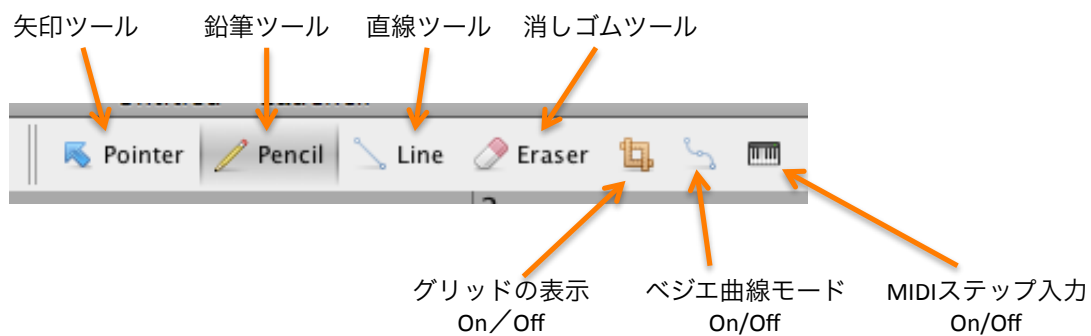 矢印ツール 鉛筆ツール 直線ツール 消しゴムツール
Pointer Pencil Line Eraser
グリッドの表示 ベジエ曲線モード MIDIステップ入力
On／Off On/Off On/Off